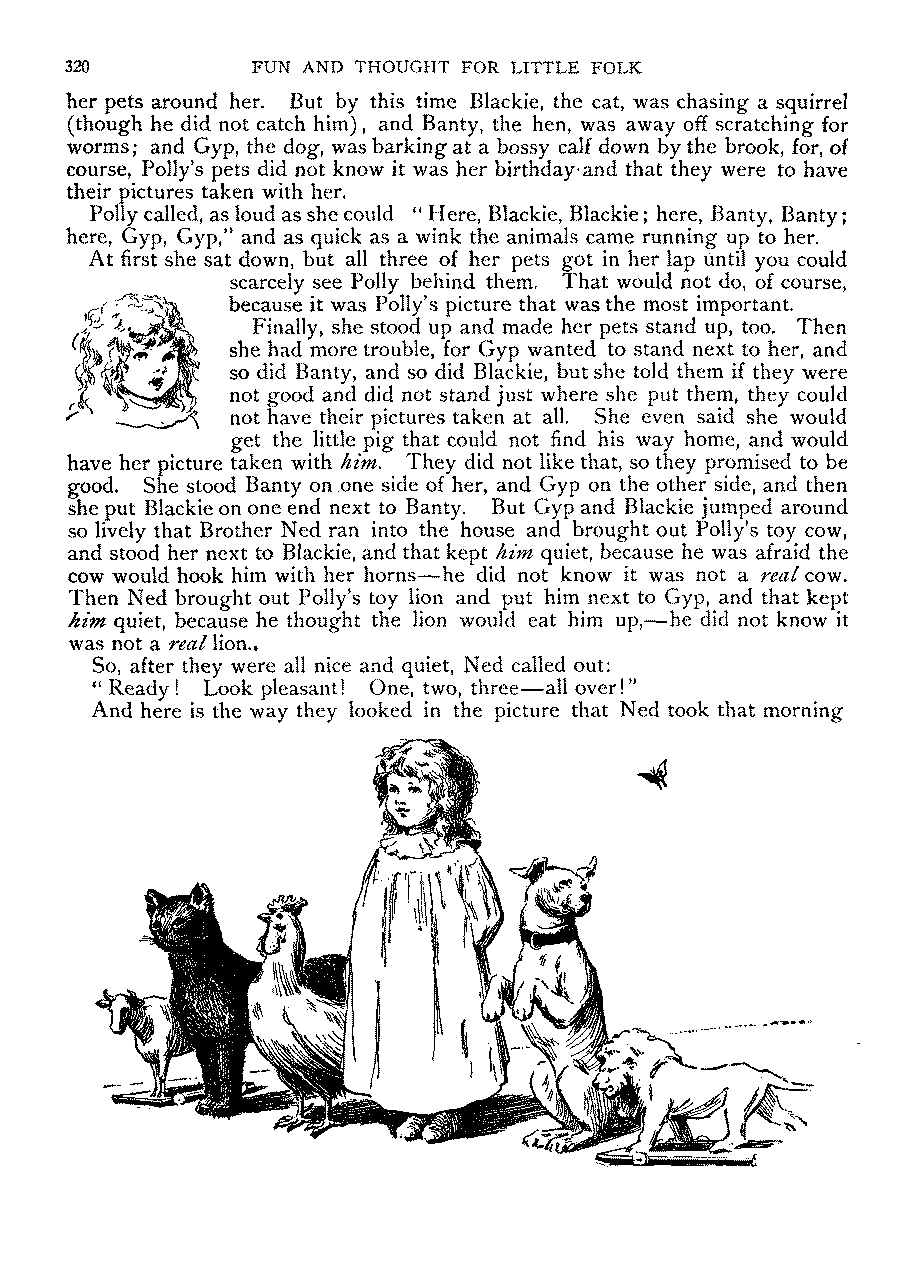 320 FUN AND THOUGHT FOR LITTLE FOLK
her pets around her. But by this time Blackie, the cat, was chasing a squirrel
(though he did not catch him), and Banty, the hen, was away off scratching for
worms; and Gyp, the dog, was barking at a bossy calf down by the brook, for, of
course, Polly's pets did not know it was her birthday and that they were to have
their pictures taken with her.
Polly called, as loud as she could "Here, Blackie, Blackie; here, Banty, Banty;
here, Gyp, Gyp," and as quick as a wink the animals came running up to her.
At first she sat down, but all three of her pets got in her lap until you could
scarcely see Polly behind them. That would not do, of course,
because it was Polly's picture that was the most important.
Finally, she stood up and made her pets stand up, too. Then
she had more trouble, for Gyp wanted to stand next to her, and
so did Banty, and so did Blackie, but she told them if they were
not good and did not stand just where she put them, they could
not have their pictures taken at all. She even said she would
get the little pig that could not find his way home, and would
have her picture taken with him. They did not like that, so they promised to be
good. She stood Banty on one side of her, and Gyp on the other side, and then
she put Blackie on one end next to Banty. But Gyp and Blackie jumped around
so lively that Brother Ned ran into the house and brought out Polly's toy cow,
and stood her next to Blackie, and that kept him quiet, because he was afraid the
cow would hook him with her horns—he did not know it was not a real cow.
Then Ned brought out Polly's toy lion and put him next to Gyp, and that kept
him quiet, because he thought the lion would eat him up,—he did not know it
was not a real lion..
So, after they were all nice and quiet, Ned called out:
"Ready! Look pleasant! One, two, three—all over!"
And here is the way they looked in the picture that Ned took that morning